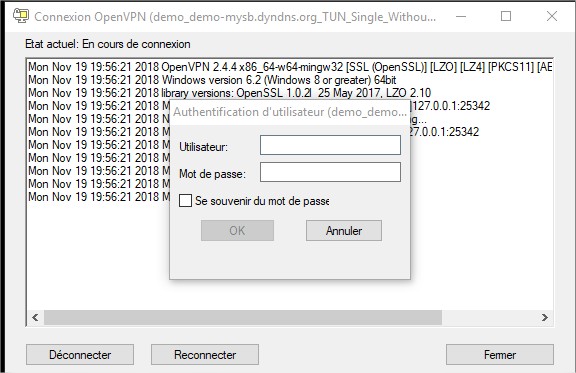 Connexion OpenVPN (demo_demo-mysb.dyndns.org_TUN_Single_Withou...
Etat actuel: En cours de connexion
Mon Nov 19 19:56:21 2018 OpenVPN 2.4.4 x86_64-w64-mingw32 [SSL (OpenSSL)] [LZO] [LZ4] [PKCS11] [AE
Mon Nov 19 19:56:21 2018 Windows version 6.2 (Windows 8 or greater) 64bit
Mon Nov 19 19:56:21 2018 library versions: OpenSSL 1.0.2l 25 May 2017, LZO 2.10
Mon Nov 19 19:56:21 2018 M ]127.0.0.1:25342
Mon Nov 19 19:56:21 2018 N g...
Mon Nov 19 19:56:21 2018 M 27.0.0.1:25342
Mon Nov 19 19:56:21 2018 M
Mon Nov 19 19:56:21 2018 M
Mon Nov 19 19:56:21 2018 M
Mon Nov 19 19:56:21 2018 M
Mon Nov 19 19:56:21 2018 M
Authentification d'utilisateur (demo_demo...
Utilisateur:
Mot de passe:
Se souvenir du mot de passe
OK Annuler
Déconnecter Reconnecter Fermer